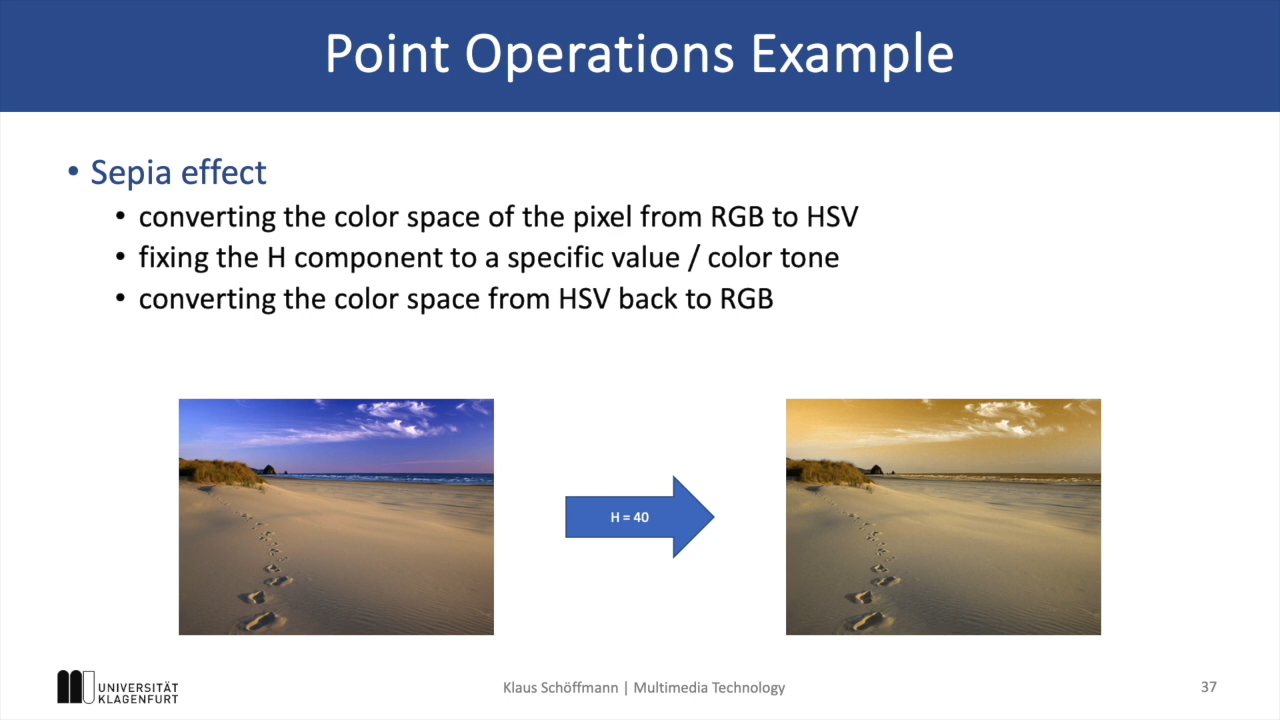 Point Operations Example
• Sepia effect
• converting the color space of the pixel from RGB to HSV
• fixing the H component to a specific value / color tone
• converting the color space from HSV back to RGB
H = 40
UNIVERSITÄT
KLAGENFURT
Klaus Schöffmann | Multimedia Technology
37